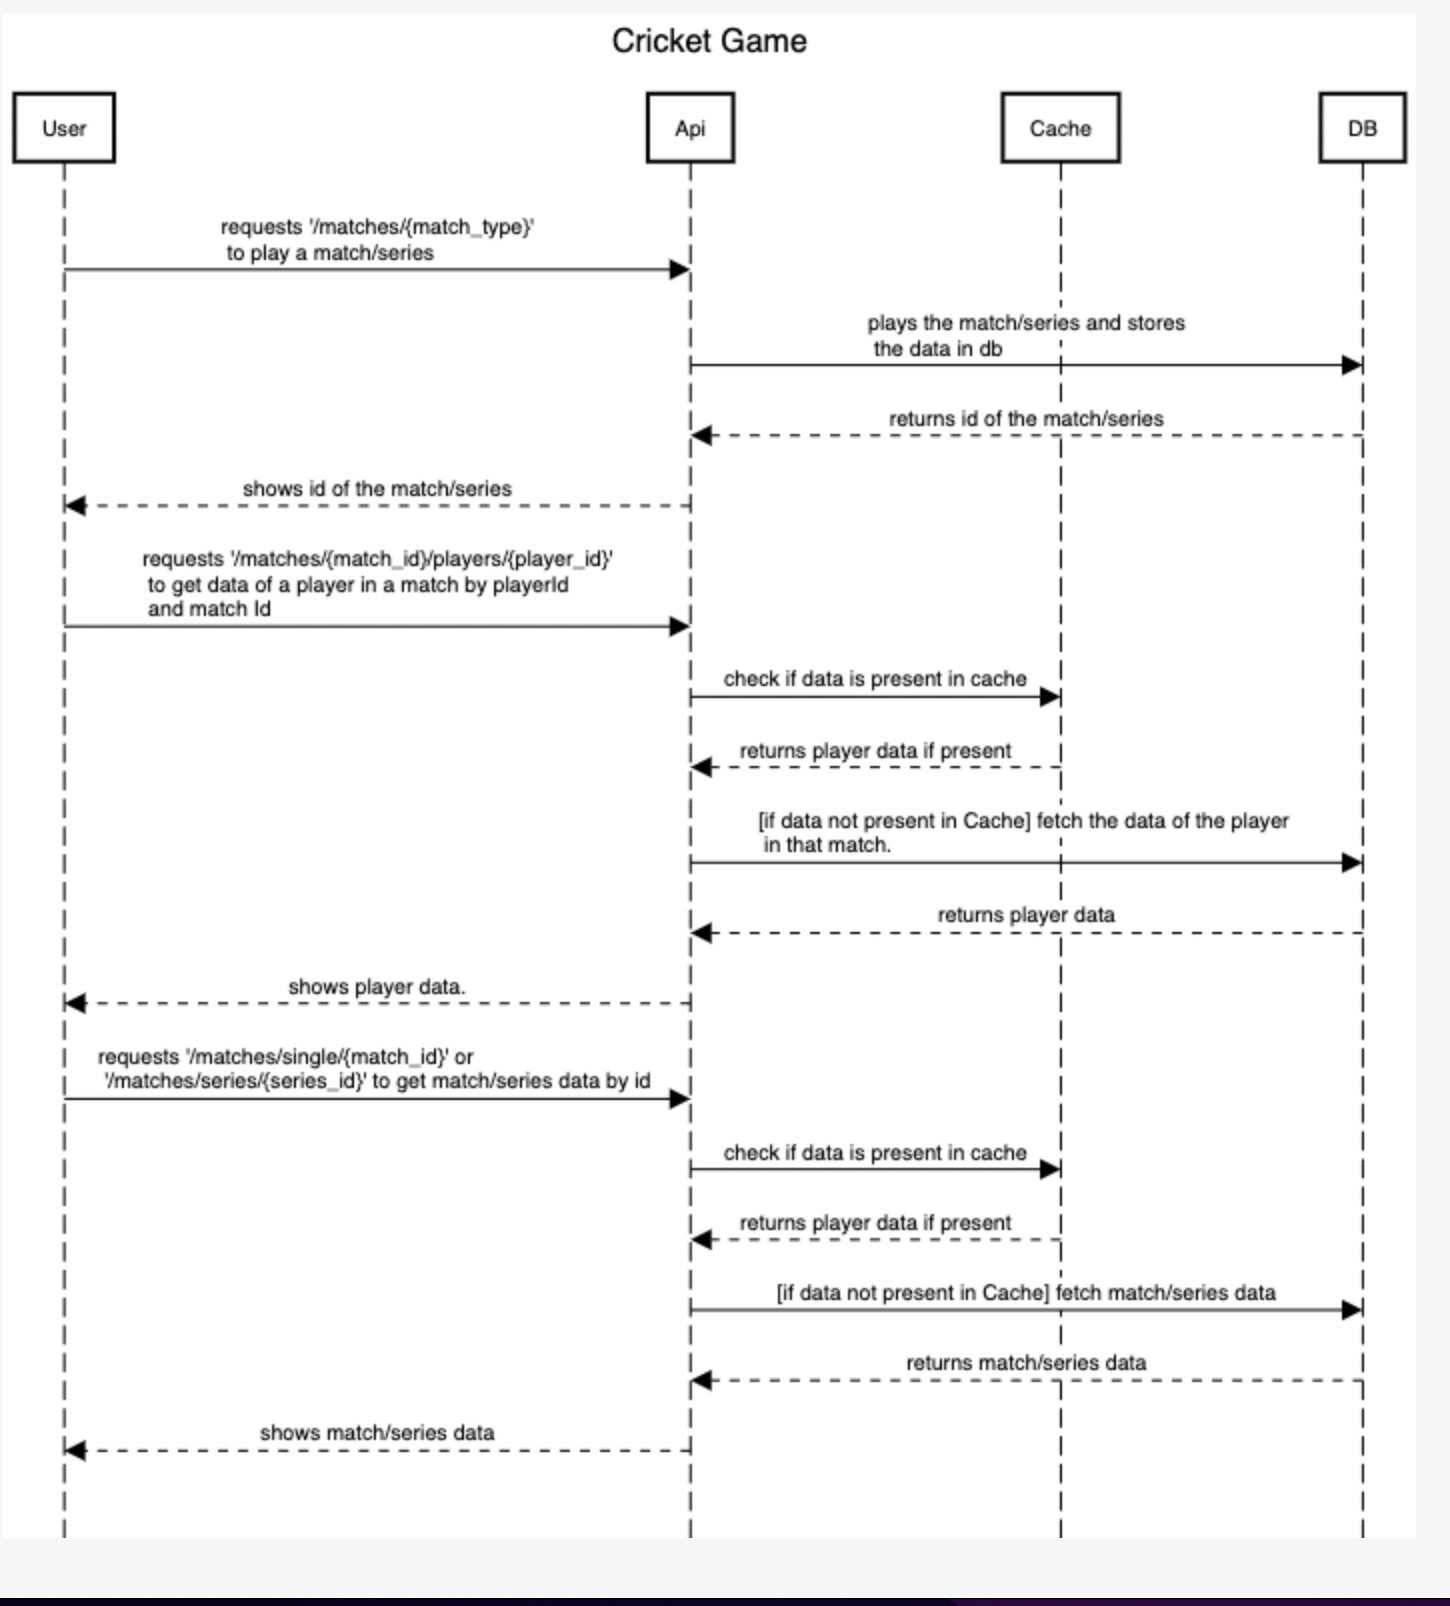 Cricket Game
User
Api
Cache
DB
requests '/matches/{match_type}'
to play a match/series
plays the match/series and stores
the data in db
returns id of the match/series
shows id of the match/series
requests '/matches/{match_id}/players/{player_id}'
to get data of a player in a match by playerId
and match Id
check if data is present in cache
returns player data if present
[if data not present in Cache] fetch the data of the player
in that match.
returns player data
shows player data.
requests '/matches/single/{match_id}' or
'/matches/series/{series_id}' to get match/series data by id
check if data is present in cache
returns player data if present
[if data not present in Cache] fetch match/series data
returns match/series data
shows match/series data